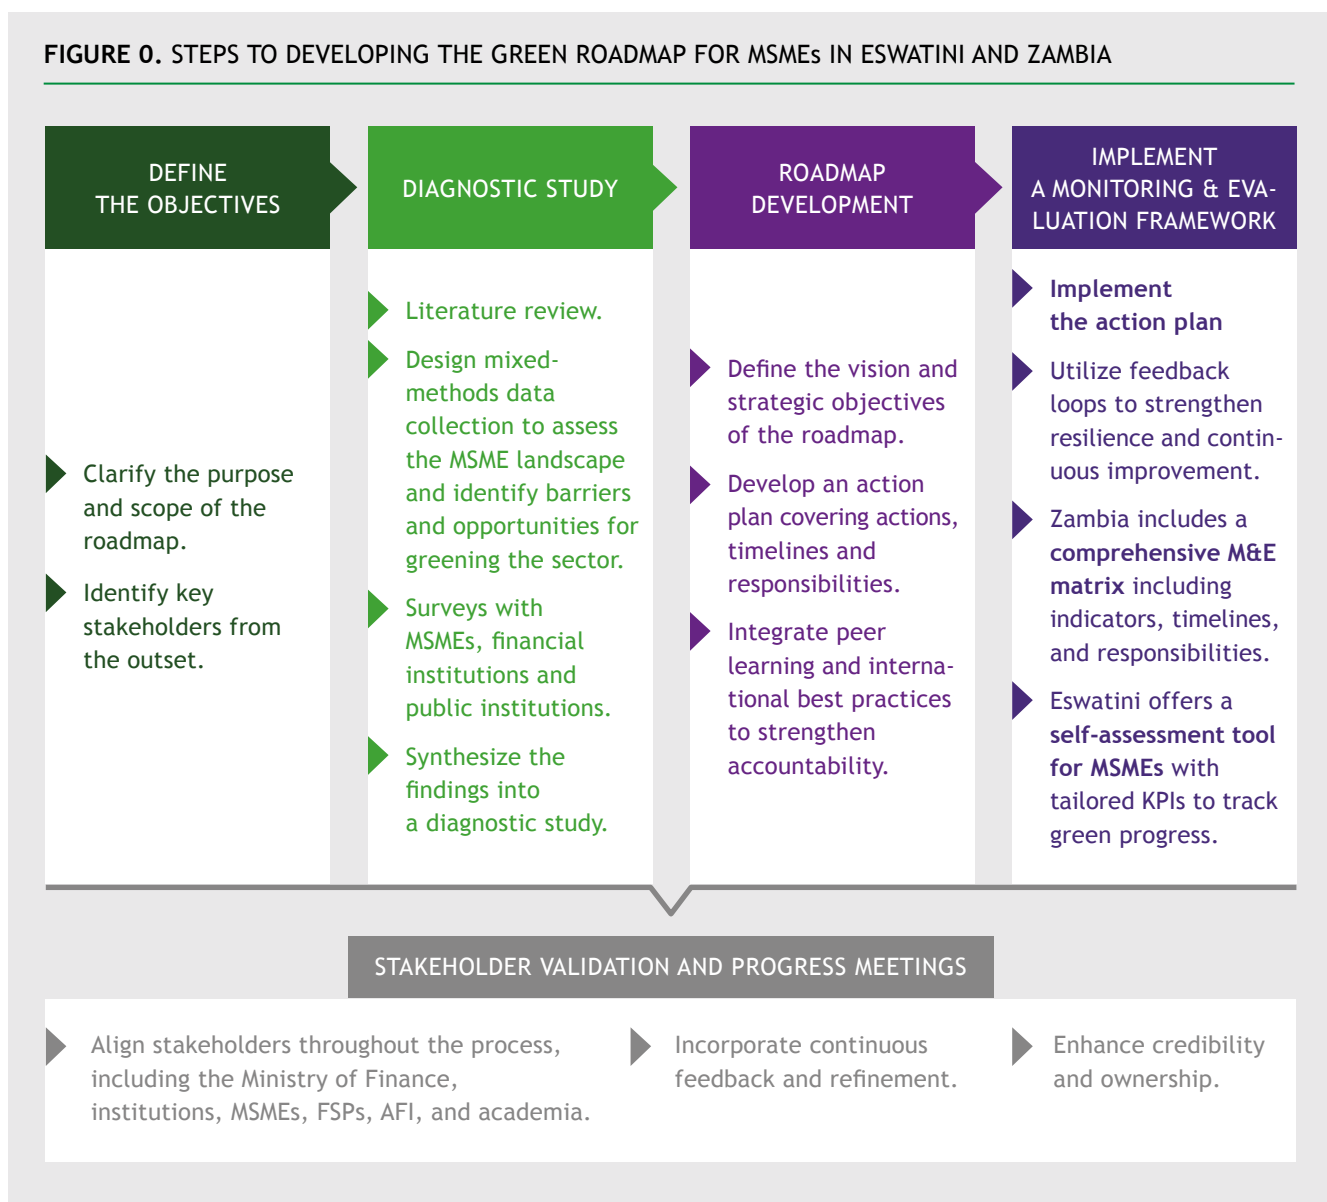 FIGURE 0. STEPS TO DEVELOPING THE GREEN ROADMAP FOR MSMEs IN ESWATINI AND ZAMBIA
DEFINE
THE OBJECTIVES
Clarify the purpose
and scope of the
roadmap.
Identify key
stakeholders from
the outset.
DIAGNOSTIC STUDY
Literature review.
Design mixed-
methods data
collection to assess
the MSME landscape
and identify barriers
and opportunities for
greening the sector.
Surveys with
MSMEs, financial
institutions and
public institutions.
Synthesize the
findings into
a diagnostic study.
ROADMAP
DEVELOPMENT
Define the vision and
strategic objectives
of the roadmap.
Develop an action
plan covering actions,
timelines and
responsibilities.
Integrate peer
learning and interna-
tional best practices
to strengthen
accountability.
IMPLEMENT
A MONITORING & EVA-
LUATION FRAMEWORK
Implement
the action plan
Utilize feedback
loops to strengthen
resilience and contin-
uous improvement.
Zambia includes a
comprehensive M&E
matrix including
indicators, timelines,
and responsibilities.
Eswatini offers a
self-assessment tool
for MSMEs with
tailored KPIs to track
green progress.
STAKEHOLDER VALIDATION AND PROGRESS MEETINGS
Align stakeholders throughout the process,
including the Ministry of Finance,
institutions, MSMEs, FSPs, AFI, and academia.
Incorporate continuous
feedback and refinement.
Enhance credibility
and ownership.